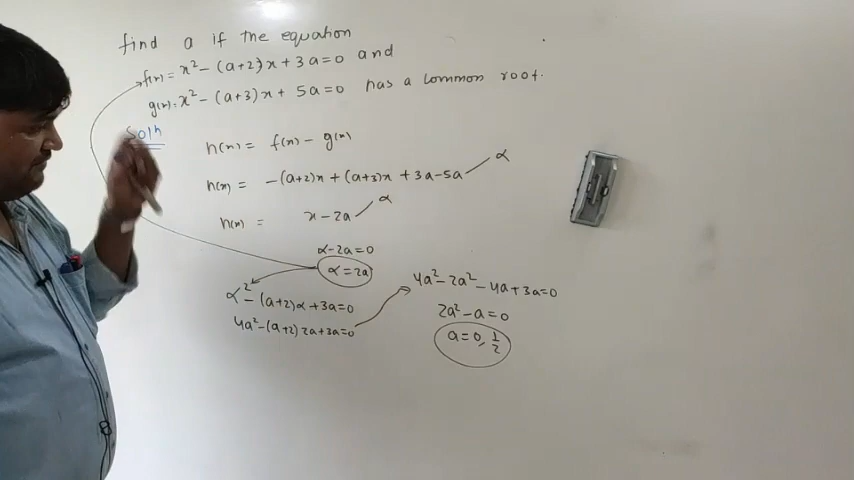 find a if the equation
f(x) = x² - (a+2)x + 3a = 0 and
g(x) = x² - (a+3)x + 5a = 0 has a common root.
Solⁿ
h(x) = f(x) - g(x)
h(x) = -(a+2)x + (a+3)x + 3a - 5a α
h(x) = x - 2a α
α - 2a = 0
α = 2a
α² - (a+2)α + 3a = 0
4a² - (a+2) 2a + 3a = 0
4a² - 2a² - 4a + 3a = 0
2a² - a = 0
a = 0, 1/2